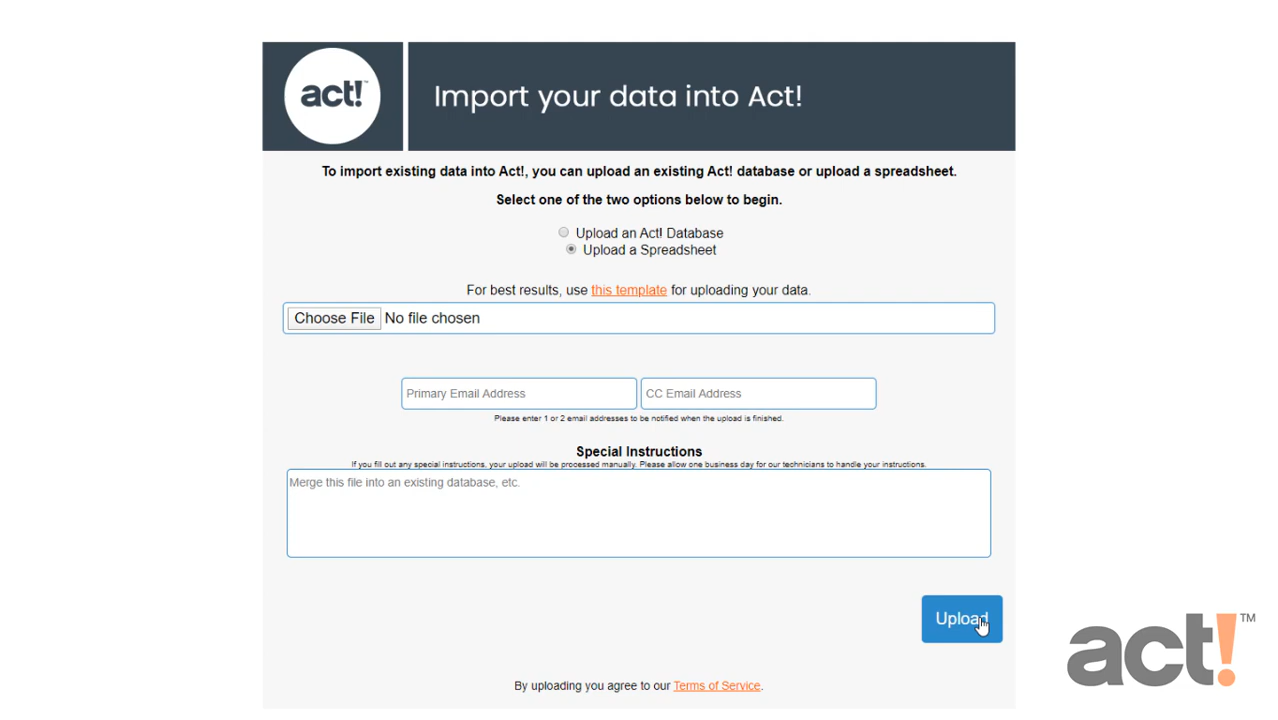 act!™
Import your data into Act!
To import existing data into Act!, you can upload an existing Act! database or upload a spreadsheet.
Select one of the two options below to begin.
Upload an Act! Database
Upload a Spreadsheet
For best results, use this template for uploading your data.
Choose File No file chosen
Primary Email Address
CC Email Address
Please enter 1 or 2 email addresses to be notified when the upload is finished.
Special Instructions
If you fill out any special instructions, your upload will be processed manually. Please allow one business day for our technicians to handle your instructions.
Merge this file into an existing database, etc.
Upload
act!™
By uploading you agree to our Terms of Service.